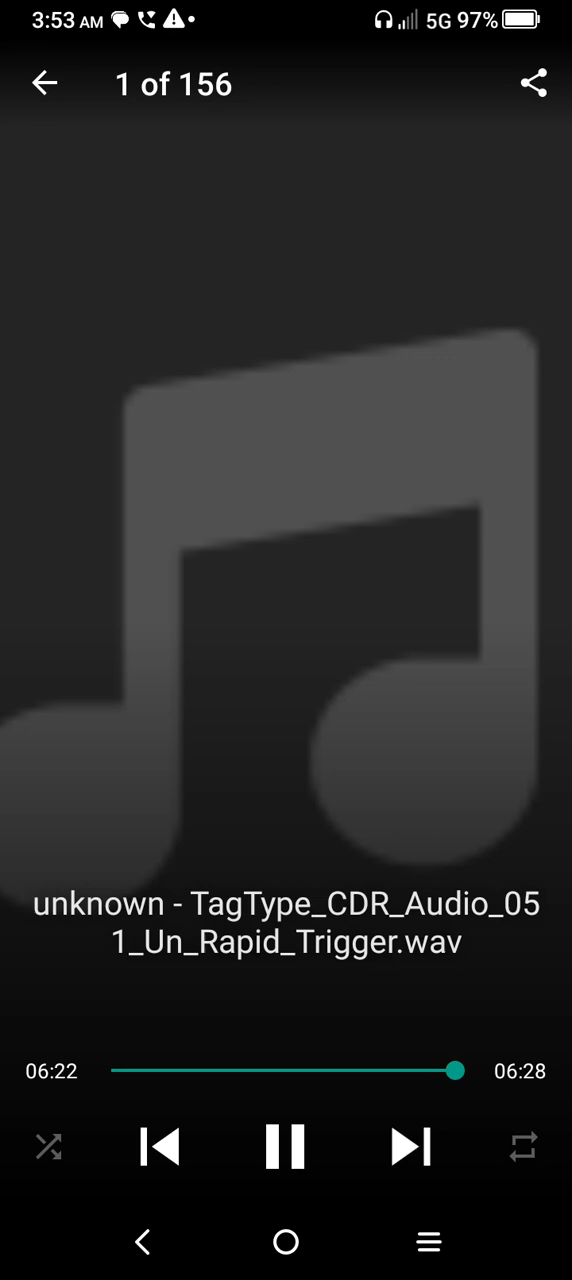 3:53 AM 5G 97%
1 of 156
unknown - TagType_CDR_Audio_05
1_Un_Rapid_Trigger.wav
06:22 06:28